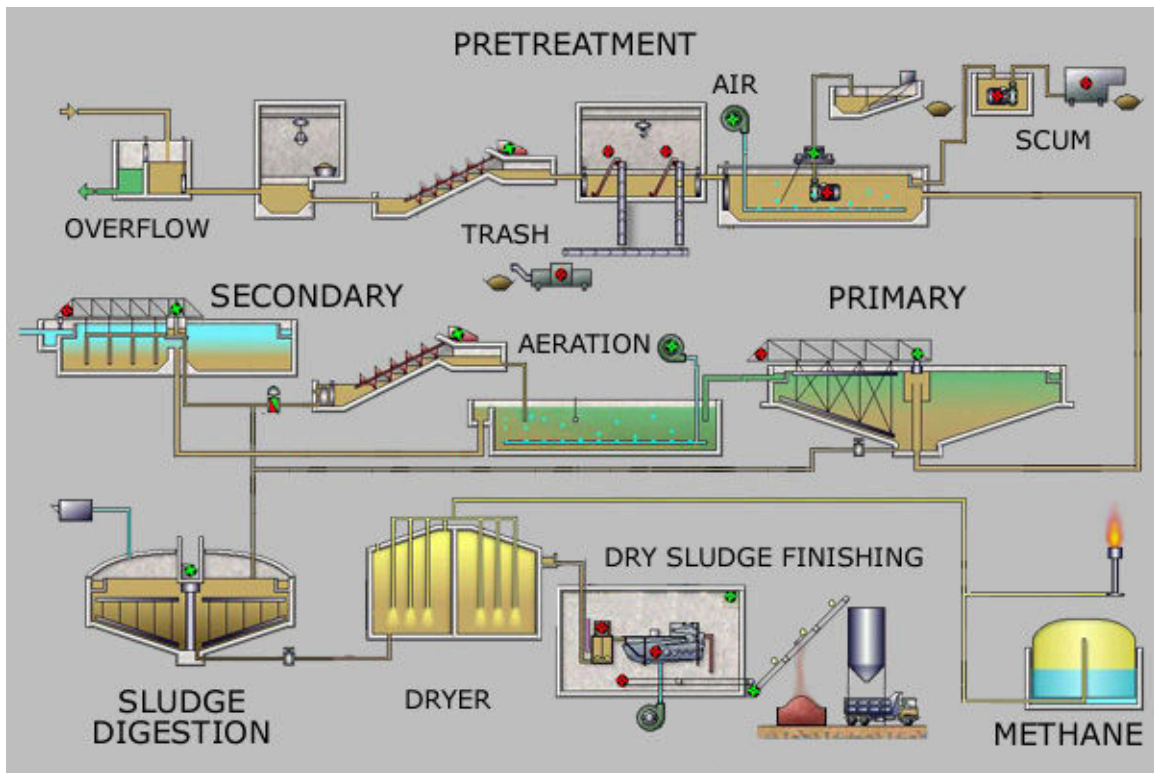 PRETREATMENT
AIR
SCUM
OVERFLOW
TRASH
SECONDARY
PRIMARY
AERATION
DRY SLUDGE FINISHING
SLUDGE
DIGESTION
DRYER
METHANE